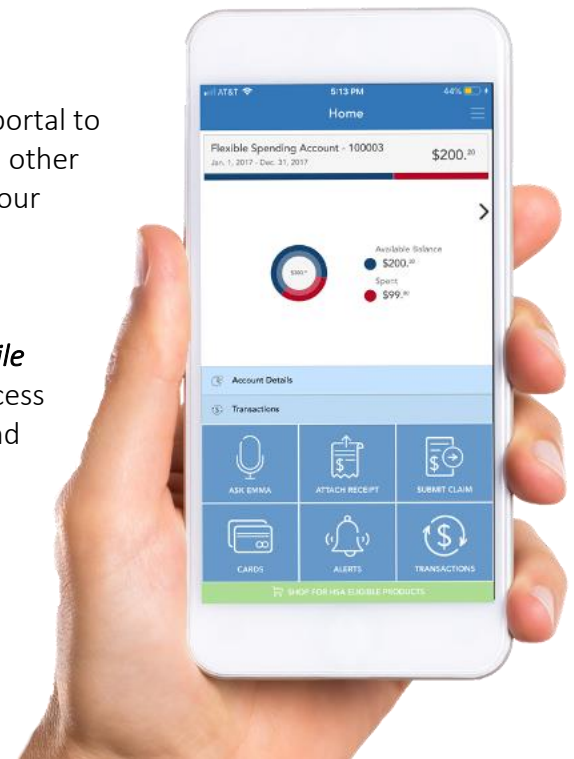 portal to
other
our
ile
cess
nd
AT&T 5:13 PM 44%
Home
Flexible Spending Account - 100003
Jan. 1, 2017 - Dec. 31, 2017
$200.20
Available Balance
$200.20
Spent
$99.80
Account Details
Transactions
ASK EMMA ATTACH RECEIPT SUBMIT CLAIM
CARDS ALERTS TRANSACTIONS
SHOP FOR HSA ELIGIBLE PRODUCTS